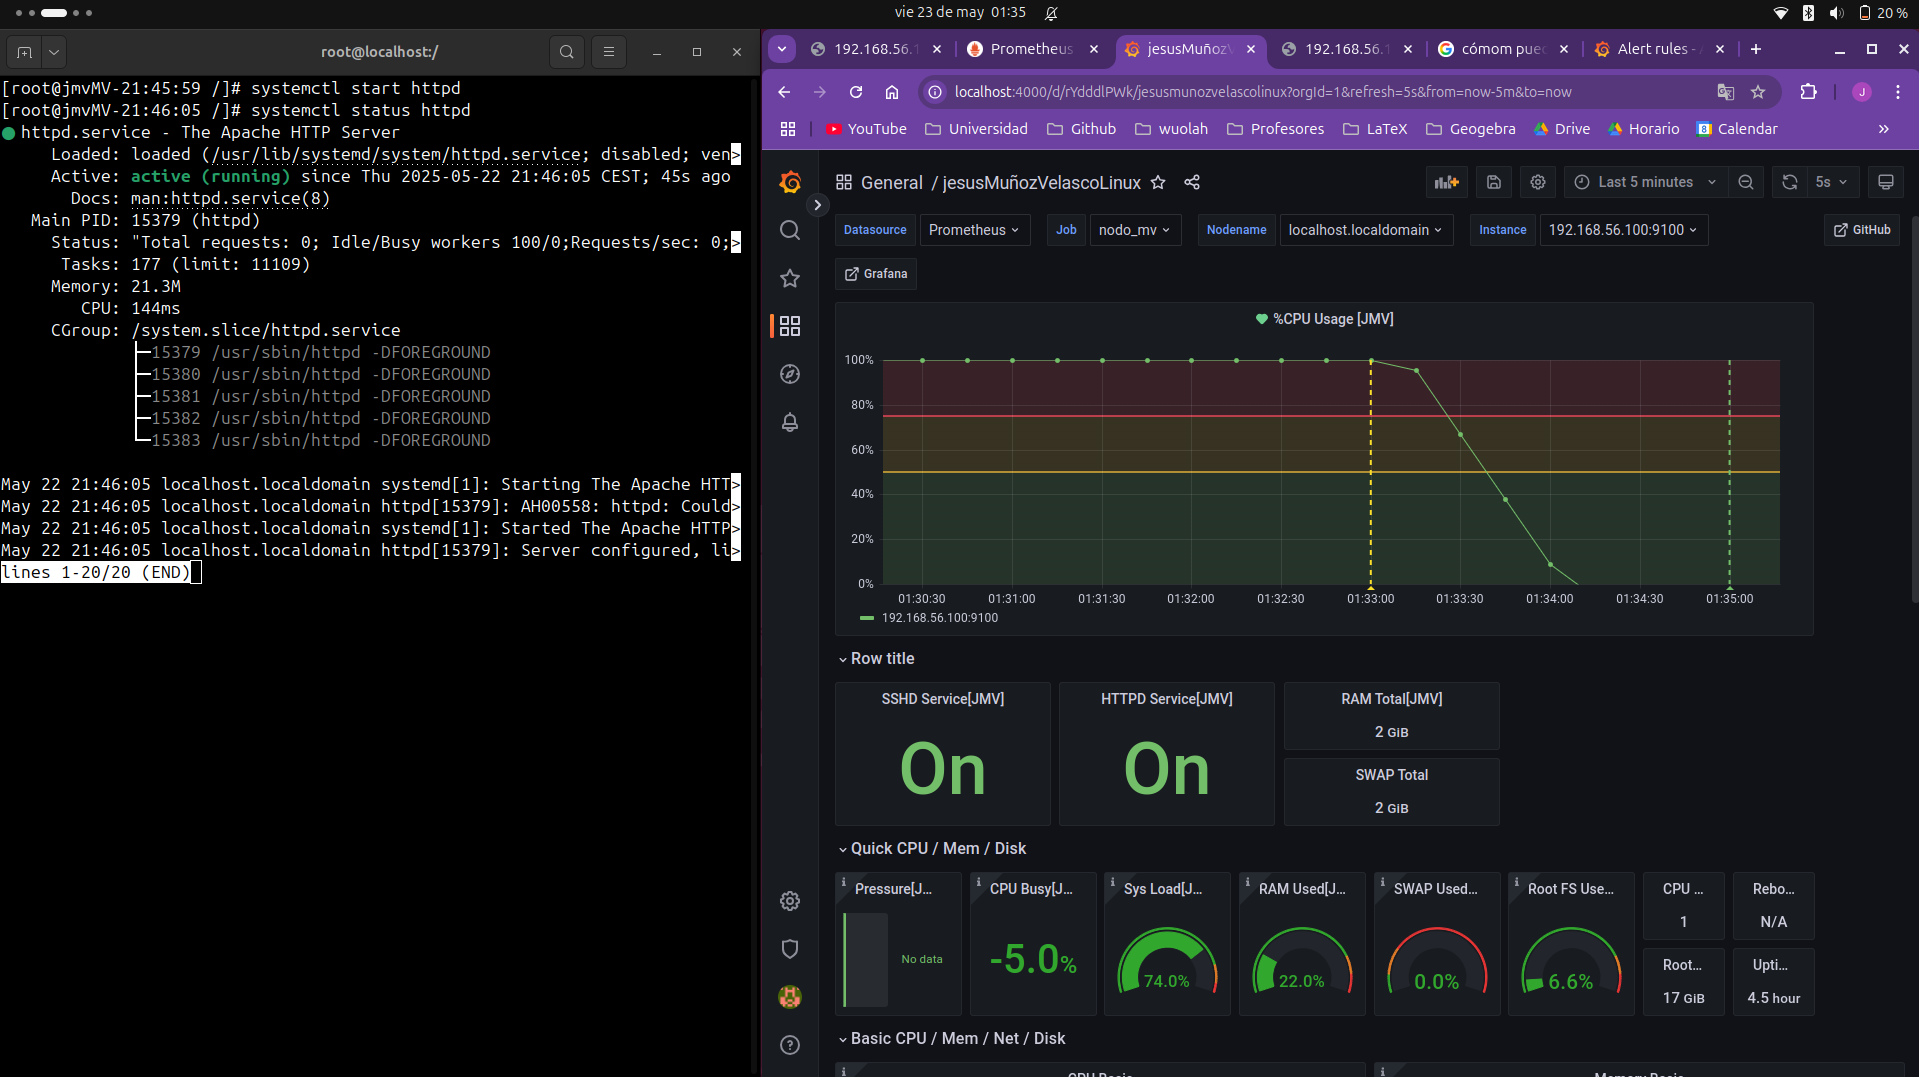 vie 23 de may 01:35
20 %
root@localhost:/
[root@jmvMV-21:45:59 /]# systemctl start httpd
[root@jmvMV-21:46:05 /]# systemctl status httpd
httpd.service - The Apache HTTP Server
Loaded: loaded (/usr/lib/systemd/system/httpd.service; disabled; ven>
Active: active (running) since Thu 2025-05-22 21:46:05 CEST; 45s ago
Docs: man:httpd.service(8)
Main PID: 15379 (httpd)
Status: "Total requests: 0; Idle/Busy workers 100/0;Requests/sec: 0;>
Tasks: 177 (limit: 11109)
Memory: 21.3M
CPU: 144ms
CGroup: /system.slice/httpd.service
├─15379 /usr/sbin/httpd -DFOREGROUND
├─15380 /usr/sbin/httpd -DFOREGROUND
├─15381 /usr/sbin/httpd -DFOREGROUND
├─15382 /usr/sbin/httpd -DFOREGROUND
└─15383 /usr/sbin/httpd -DFOREGROUND
May 22 21:46:05 localhost.localdomain systemd[1]: Starting The Apache HTT>
May 22 21:46:05 localhost.localdomain httpd[15379]: AH00558: httpd: Could>
May 22 21:46:05 localhost.localdomain systemd[1]: Started The Apache HTTP>
May 22 21:46:05 localhost.localdomain httpd[15379]: Server configured, li>
lines 1-20/20 (END)
192.168.56.1 Prometheus jesusMuñozV 192.168.56.1 cómom pued Alert rules - A
localhost:4000/d/rYdddlPWk/jesusmunozvelascolinux?orgId=1&refresh=5s&from=now-5m&to=now
J
YouTube Universidad Github wuolah Profesores LaTeX Geogebra Drive Horario 8 Calendar
General / jesusMuñozVelascoLinux
Last 5 minutes 5s
Datasource Prometheus Job nodo_mv Nodename localhost.localdomain Instance 192.168.56.100:9100 GitHub
Grafana
%CPU Usage [JMV]
100%
80%
60%
40%
20%
0%
01:30:30 01:31:00 01:31:30 01:32:00 01:32:30 01:33:00 01:33:30 01:34:00 01:34:30 01:35:00
192.168.56.100:9100
Row title
SSHD Service[JMV] HTTPD Service[JMV] RAM Total[JMV]
On On 2 GiB
SWAP Total
2 GiB
Quick CPU / Mem / Disk
Pressure[J... CPU Busy[J... Sys Load[J... RAM Used[J... SWAP Used... Root FS Use... CPU ... Rebo...
1 N/A
No data -5.0% 74.0% 22.0% 0.0% 6.6%
Root... Upti...
17 GiB 4.5 hour
Basic CPU / Mem / Net / Disk
CPU Basic Memory Basic